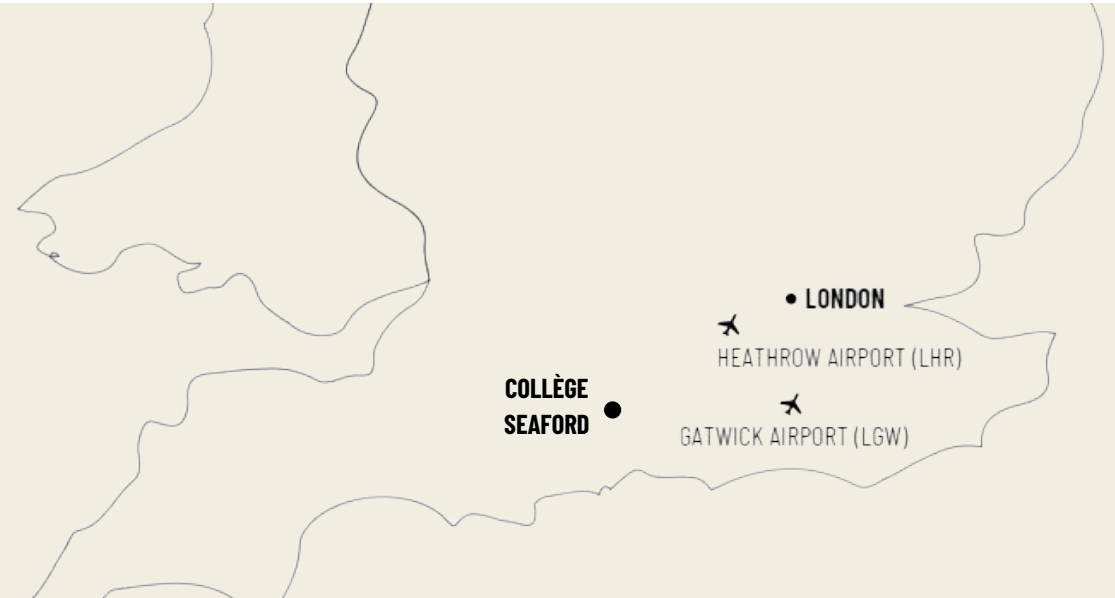 LONDON
HEATHROW AIRPORT (LHR)
COLLÈGE
SEAFORD
GATWICK AIRPORT (LGW)